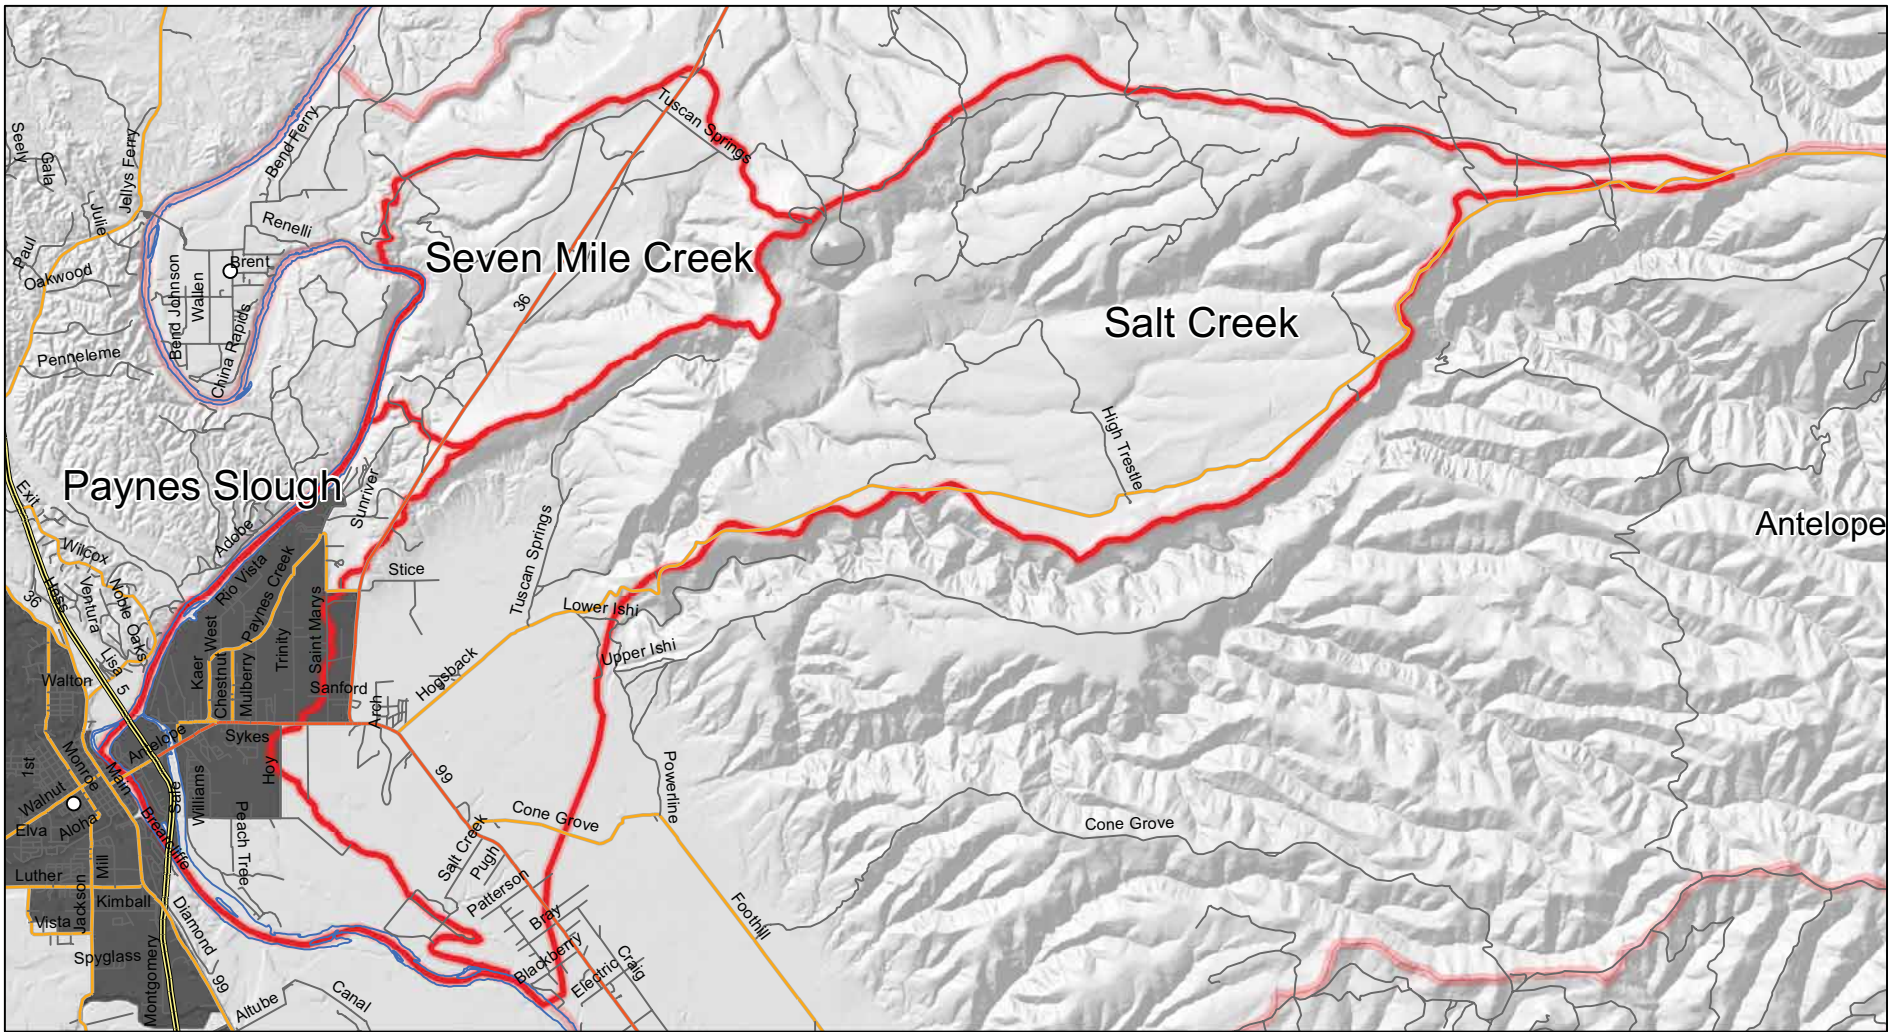 Seely
Gala
Julie
Jellys Ferry
Paul
Oakwood
Penneleme
Bend Ferry
Renelli
Brent
Bend Johnson
Wallen
China Rapids
Tuscan Springs
Seven Mile Creek
36
Salt Creek
High Trestle
Paynes Slough
Sunriver
Antelope
Exit
Wilcox
Hess
Ventura
Noble Oaks
Lisa
36
Adobe
Rio Vista
Paynes Creek
West
Trinity
Saint Marys
Stice
Tuscan Springs
Lower Ishi
Upper Ishi
Walton
5
Kaer
Chestnut
Mulberry
Sanford
Arch
Hogsback
Antelope
Sykes
Hoy
1st
Monroe
Main
Walnut
Elva
Aloha
Sale
Williams
Peach Tree
Breatcliffe
99
Powerline
Cone Grove
Cone Grove
Salt Creek
Pugh
Patterson
Luther
Mill
Jackson
Kimball
Vista
Diamond
Spyglass
Montgomery
99
Altube
Canal
Bray
Blackberry
Electric
Craig
Foothill